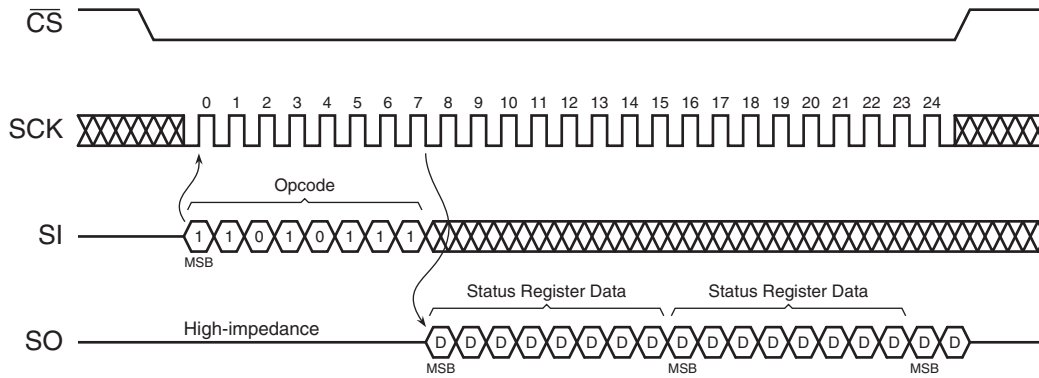 CS
0 1 2 3 4 5 6 7 8 9 10 11 12 13 14 15 16 17 18 19 20 21 22 23 24
SCK
Opcode
SI 1 1 0 1 0 1 1 1
MSB
Status Register Data Status Register Data
High-impedance
SO D D D D D D D D D D D D D D D D D D
MSB MSB MSB